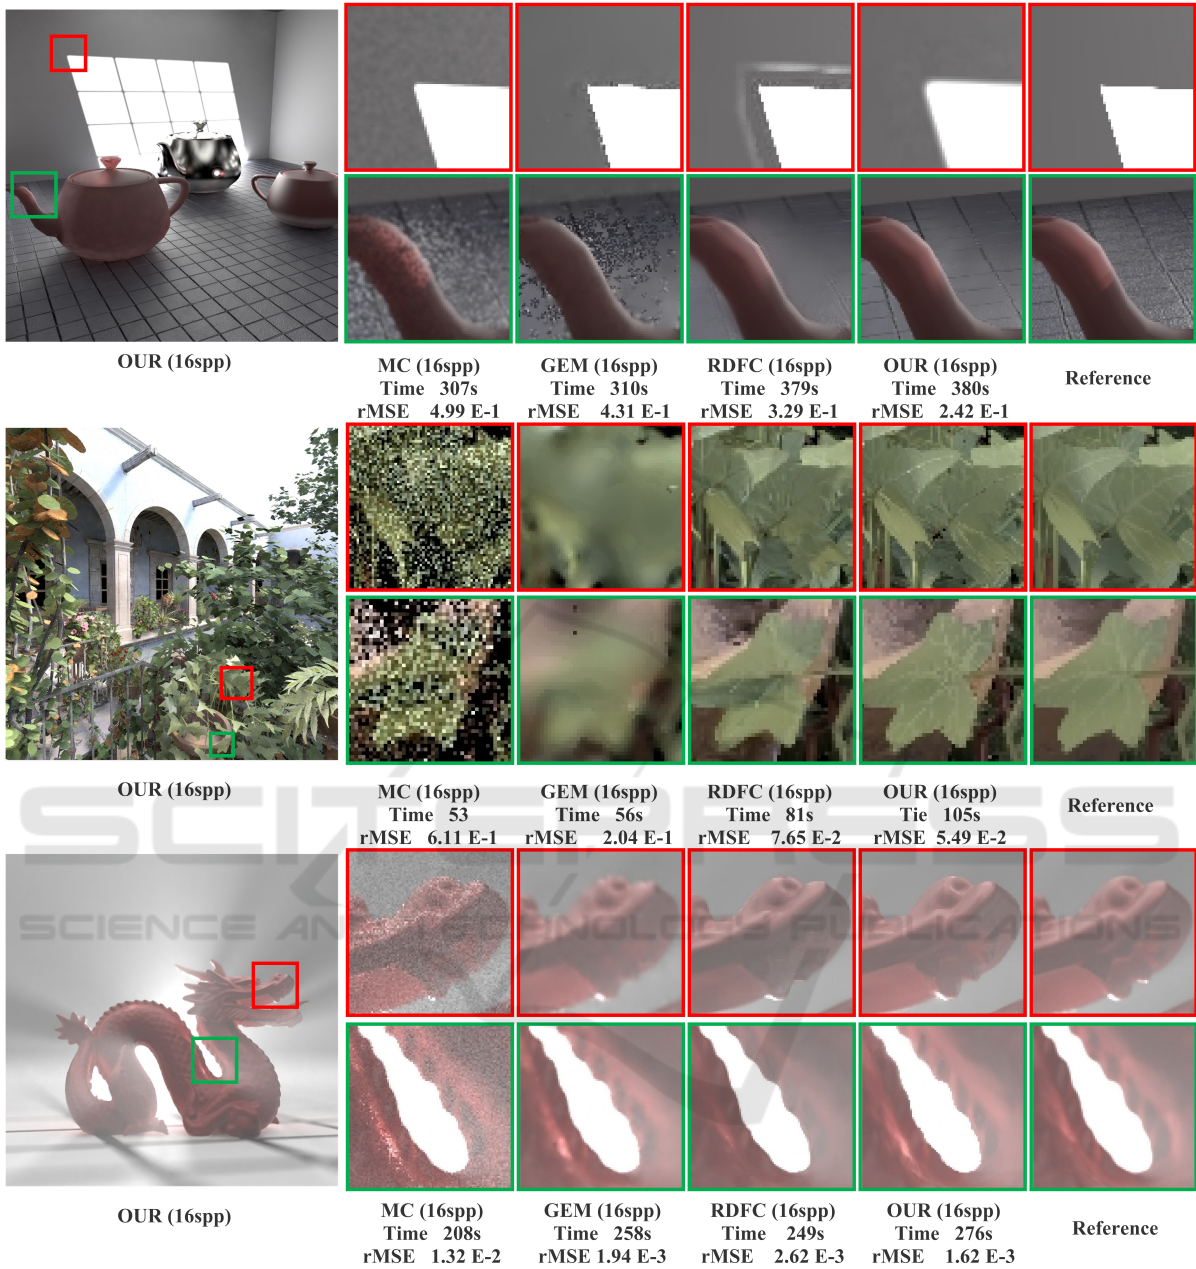 OUR (16spp)
MC (16spp)
Time 307s
rMSE 4.99 E-1
GEM (16spp)
Time 310s
rMSE 4.31 E-1
RDFC (16spp)
Time 379s
rMSE 3.29 E-1
OUR (16spp)
Time 380s
rMSE 2.42 E-1
Reference
OUR (16spp)
MC (16spp)
Time 53
rMSE 6.11 E-1
GEM (16spp)
Time 56s
rMSE 2.04 E-1
RDFC (16spp)
Time 81s
rMSE 7.65 E-2
OUR (16spp)
Tie 105s
rMSE 5.49 E-2
Reference
SCITEPRESS
SCIENCE AND TECHNOLOGY PUBLICATIONS
OUR (16spp)
MC (16spp)
Time 208s
rMSE 1.32 E-2
GEM (16spp)
Time 258s
rMSE 1.94 E-3
RDFC (16spp)
Time 249s
rMSE 2.62 E-3
OUR (16spp)
Time 276s
rMSE 1.62 E-3
Reference